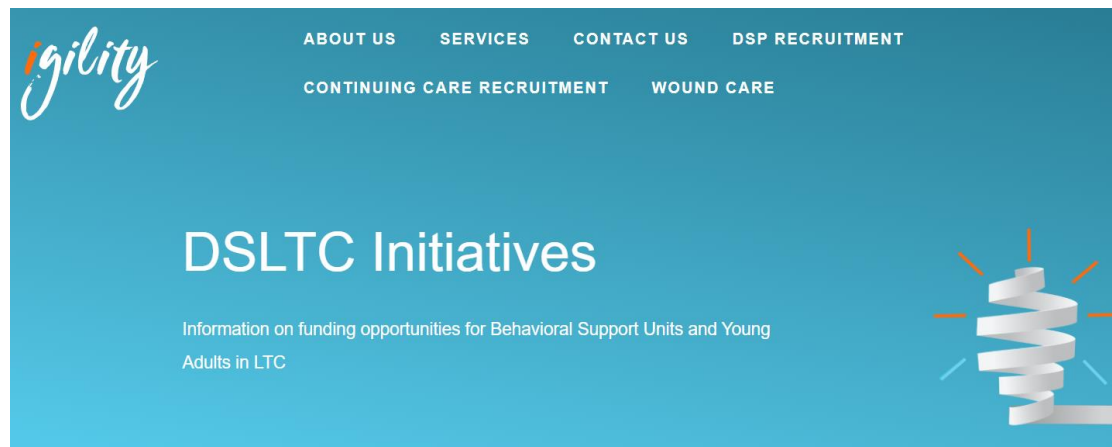 igility
ABOUT US SERVICES CONTACT US DSP RECRUITMENT
CONTINUING CARE RECRUITMENT WOUND CARE
DSLTC Initiatives
Information on funding opportunities for Behavioral Support Units and Young
Adults in LTC